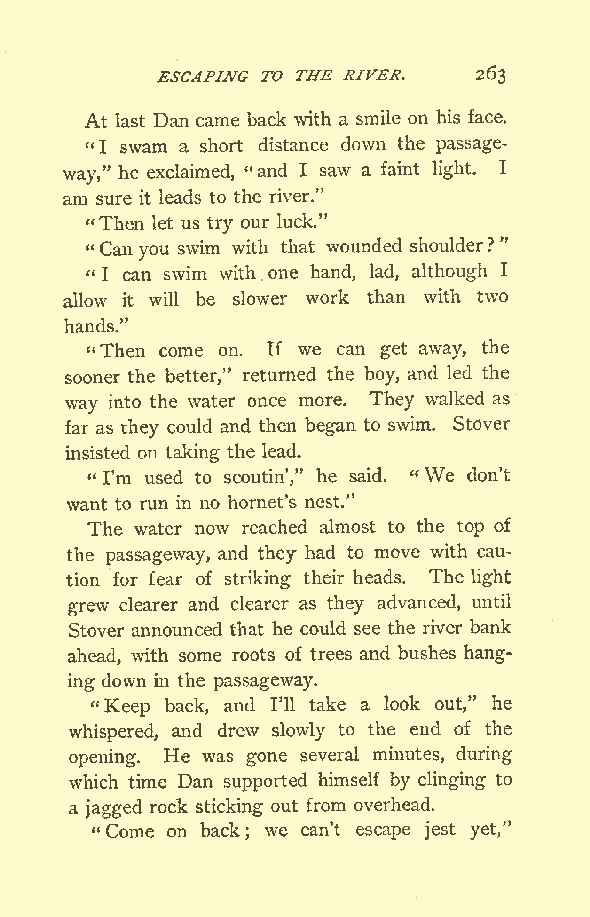 ESCAPING TO THE RIVER. 263
At last Dan came back with a smile on his face.
"I swam a short distance down the passage-
way," he exclaimed, "and I saw a faint light. I
am sure it leads to the river."
"Then let us try our luck."
"Can you swim with that wounded shoulder?"
"I can swim with one hand, lad, although I
allow it will be slower work than with two
hands."
"Then come on. If we can get away, the
sooner the better," returned the boy, and led the
way into the water once more. They walked as
far as they could and then began to swim. Stover
insisted on taking the lead.
"I'm used to scoutin'," he said. "We don't
want to run in no hornet's nest."
The water now reached almost to the top of
the passageway, and they had to move with cau-
tion for fear of striking their heads. The light
grew clearer and clearer as they advanced, until
Stover announced that he could see the river bank
ahead, with some roots of trees and bushes hang-
ing down in the passageway.
"Keep back, and I'll take a look out," he
whispered, and drew slowly to the end of the
opening. He was gone several minutes, during
which time Dan supported himself by clinging to
a jagged rock sticking out from overhead.
"Come on back; we can't escape jest yet,"